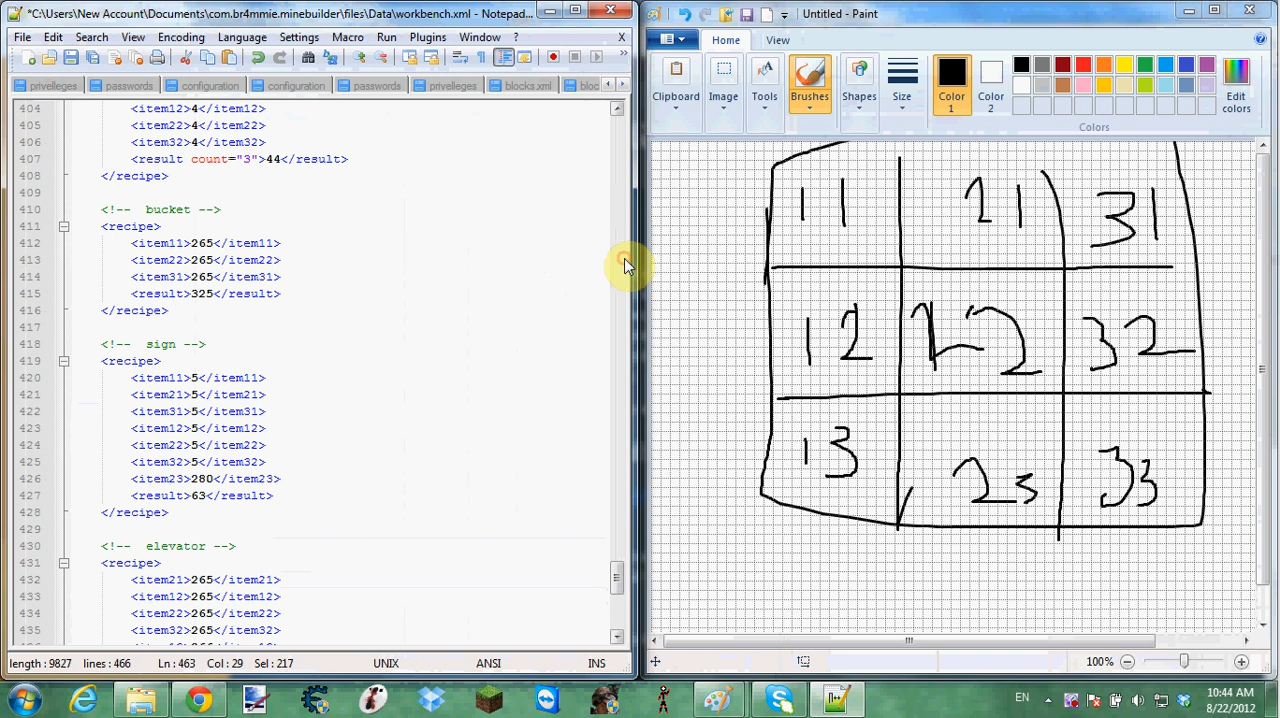 *C:\Users\New Account\Documents\com.br4mmie.minebuilder\files\Data\workbench.xml - Notepad...
File Edit Search View Encoding Language Settings Macro Run Plugins Window ? X
privelleges passwords configuration configuration passwords privelleges blocks.xml bloc
404 <item12>4</item12>
405 <item22>4</item22>
406 <item32>4</item32>
407 <result count="3">44</result>
408 </recipe>
409
410 <!-- bucket -->
411 <recipe>
412 <item11>265</item11>
413 <item22>265</item22>
414 <item31>265</item31>
415 <result>325</result>
416 </recipe>
417
418 <!-- sign -->
419 <recipe>
420 <item11>5</item11>
421 <item21>5</item21>
422 <item31>5</item31>
423 <item12>5</item12>
424 <item22>5</item22>
425 <item32>5</item32>
426 <item23>280</item23>
427 <result>63</result>
428 </recipe>
429
430 <!-- elevator -->
431 <recipe>
432 <item21>265</item21>
433 <item12>265</item12>
434 <item22>265</item22>
435 <item32>265</item32>
length : 9827 lines : 466 Ln : 463 Col : 29 Sel : 217 UNIX ANSI INS
Untitled - Paint
Home View
Clipboard Image Tools Brushes Shapes Size Color 1 Color 2 Edit colors
Colors
11 21 31
12 22 32
13 23 33
100%
EN 10:44 AM
8/22/2012